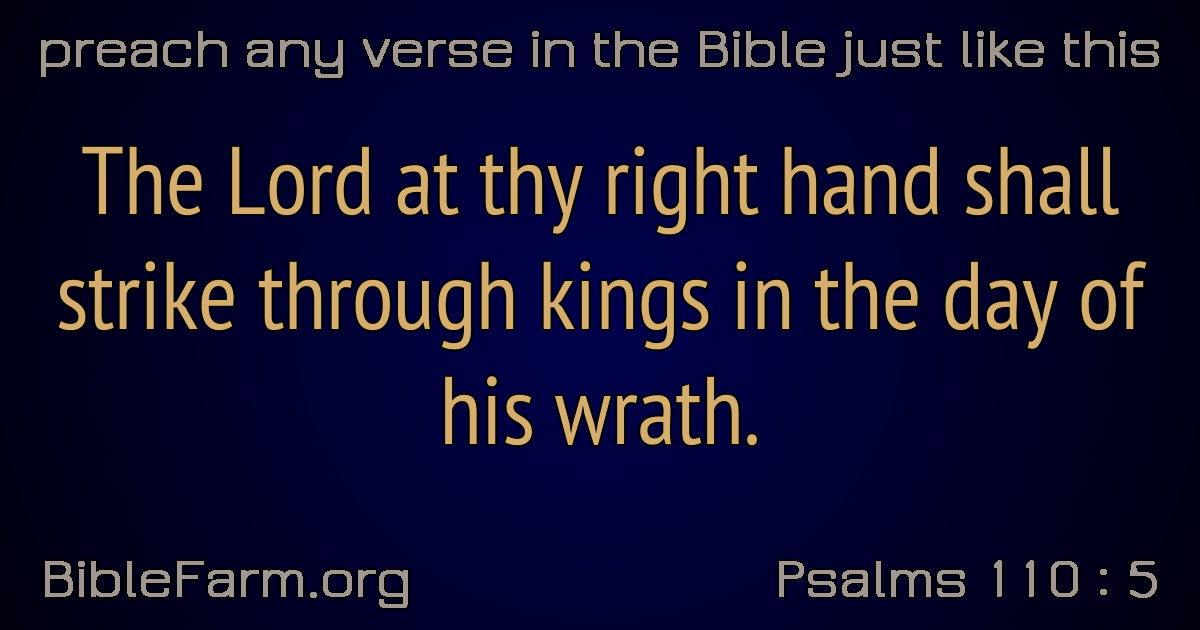 preach any verse in the Bible just like this
The Lord at thy right hand shall
strike through kings in the day of
his wrath.
BibleFarm.org
Psalms 110 : 5